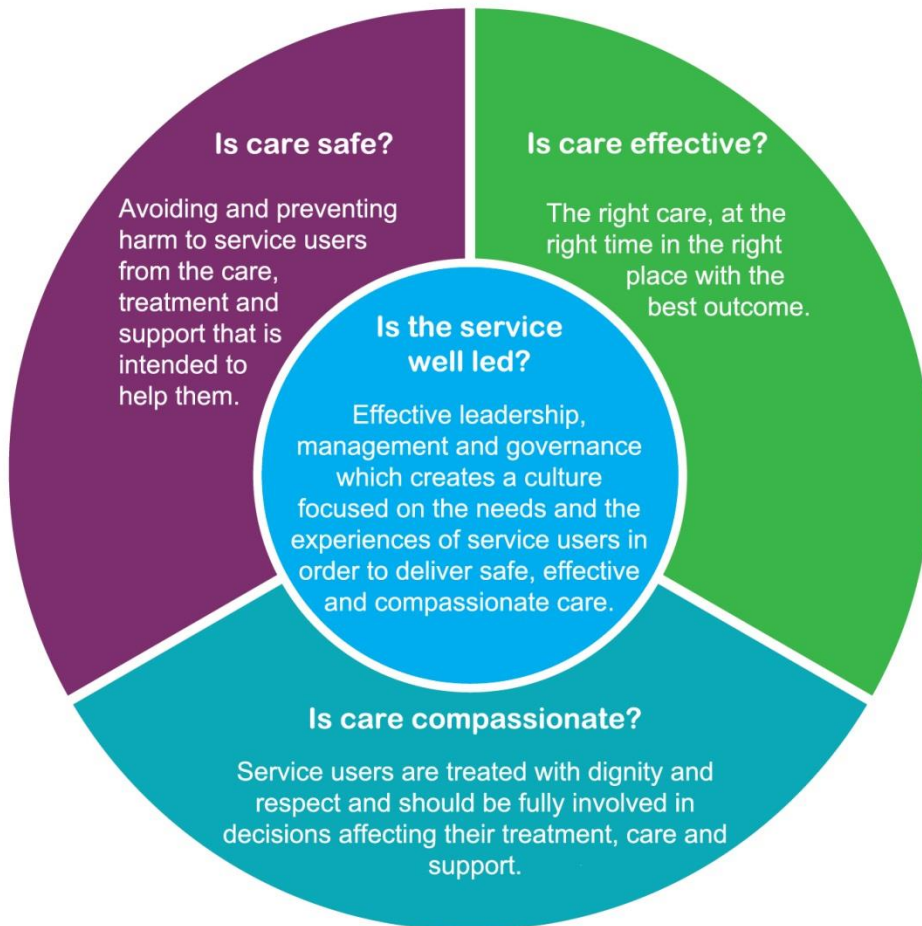 Is care safe?
Avoiding and preventing
harm to service users
from the care,
treatment and
support that is
intended to
help them.
Is care effective?
The right care, at the
right time in the right
place with the
best outcome.
Is the service
well led?
Effective leadership,
management and governance
which creates a culture
focused on the needs and the
experiences of service users in
order to deliver safe, effective
and compassionate care.
Is care compassionate?
Service users are treated with dignity and
respect and should be fully involved in
decisions affecting their treatment, care and
support.